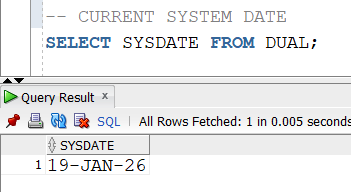 -- CURRENT SYSTEM DATE
SELECT SYSDATE FROM DUAL;
Query Result ×
SQL | All Rows Fetched: 1 in 0.005 seconds
SYSDATE
1 19-JAN-26